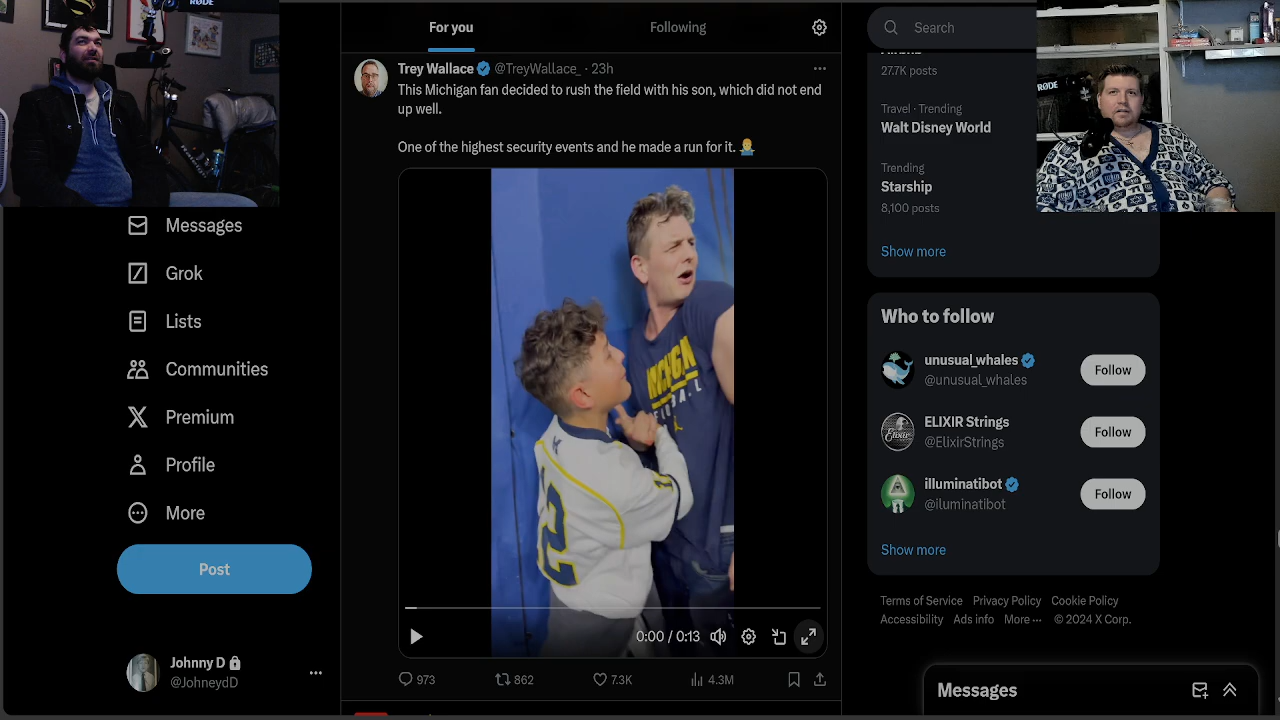 RØDE
For you
Following
Search
Trey Wallace @TreyWallace_ · 23h
This Michigan fan decided to rush the field with his son, which did not end
up well.
One of the highest security events and he made a run for it.
27.7K posts
Travel · Trending
Walt Disney World
Trending
Starship
8,100 posts
Show more
RØDE
Messages
Grok
Lists
Communities
Premium
Profile
More
Post
Johnny D
@JohneydD
MICHIGAN
12
0:00 / 0:13
973
862
7.3K
4.3M
Who to follow
unusual_whales
@unusual_whales
Follow
ELIXIR Strings
@ElixirStrings
Follow
illuminatibot
@iluminatibot
Follow
Show more
Terms of Service Privacy Policy Cookie Policy
Accessibility Ads info More ··· © 2024 X Corp.
Messages